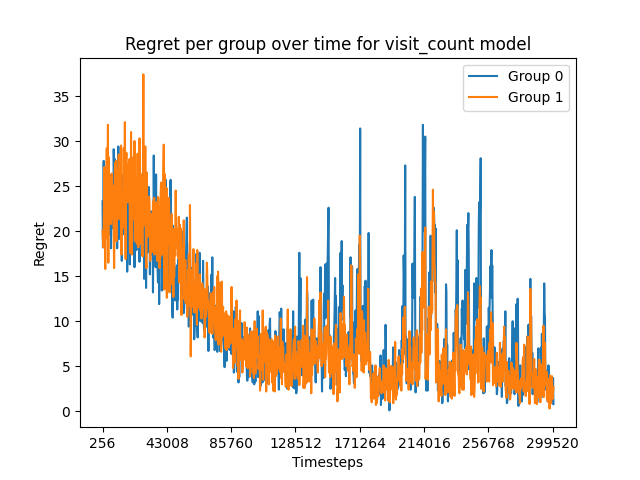 Regret per group over time for visit_count model
Group 0
Group 1
Regret
35
30
25
20
15
10
5
0
256 43008 85760 128512 171264 214016 256768 299520
Timesteps